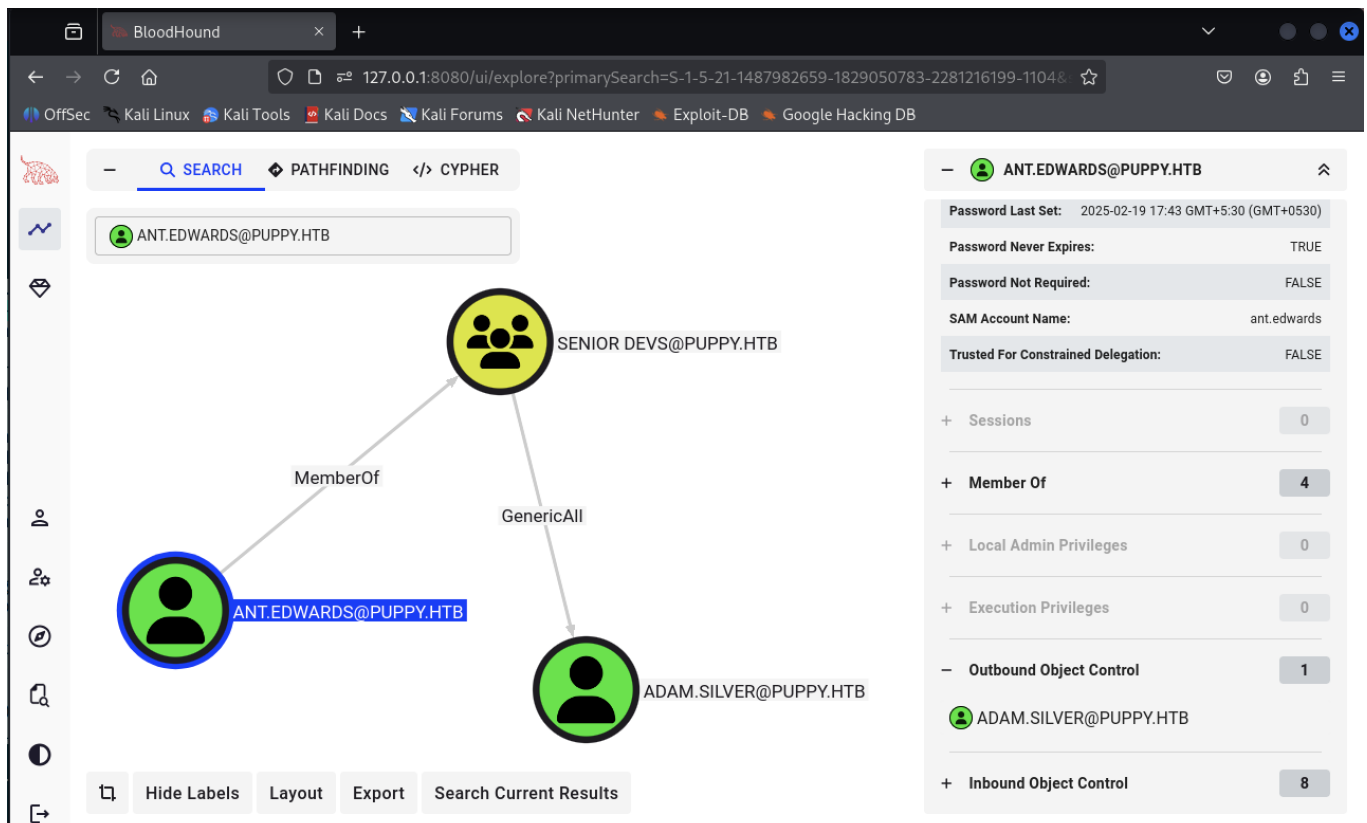 BloodHound
127.0.0.1:8080/ui/explore?primarySearch=S-1-5-21-1487982659-1829050783-2281216199-1104&
OffSec Kali Linux Kali Tools Kali Docs Kali Forums Kali NetHunter Exploit-DB Google Hacking DB
SEARCH PATHFINDING </> CYPHER
ANT.EDWARDS@PUPPY.HTB
SENIOR DEVS@PUPPY.HTB
MemberOf
GenericAll
ANT.EDWARDS@PUPPY.HTB
ADAM.SILVER@PUPPY.HTB
Hide Labels Layout Export Search Current Results
ANT.EDWARDS@PUPPY.HTB
Password Last Set: 2025-02-19 17:43 GMT+5:30 (GMT+0530)
Password Never Expires: TRUE
Password Not Required: FALSE
SAM Account Name: ant.edwards
Trusted For Constrained Delegation: FALSE
+ Sessions 0
+ Member Of 4
+ Local Admin Privileges 0
+ Execution Privileges 0
− Outbound Object Control 1
ADAM.SILVER@PUPPY.HTB
+ Inbound Object Control 8